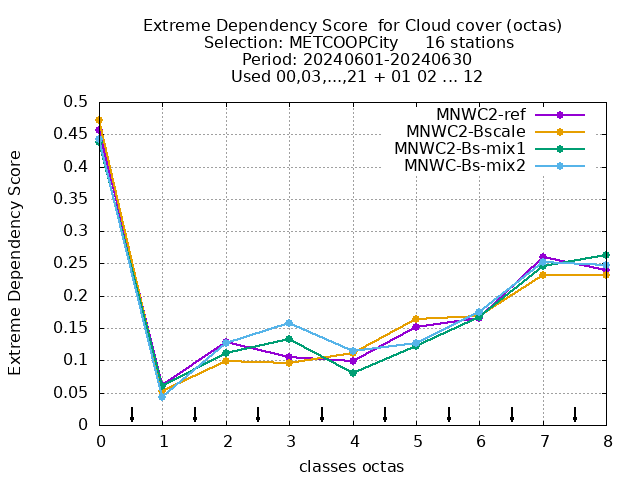 Extreme Dependency Score  for Cloud cover (octas)
Selection: METCOOPCity     16 stations
Period: 20240601-20240630
Used 00,03,...,21 + 01 02 ... 12
MNWC2-ref
MNWC2-Bscale
MNWC2-Bs-mix1
MNWC-Bs-mix2
Extreme Dependency Score
0.5
0.45
0.4
0.35
0.3
0.25
0.2
0.15
0.1
0.05
0
0 1 2 3 4 5 6 7 8
classes octas